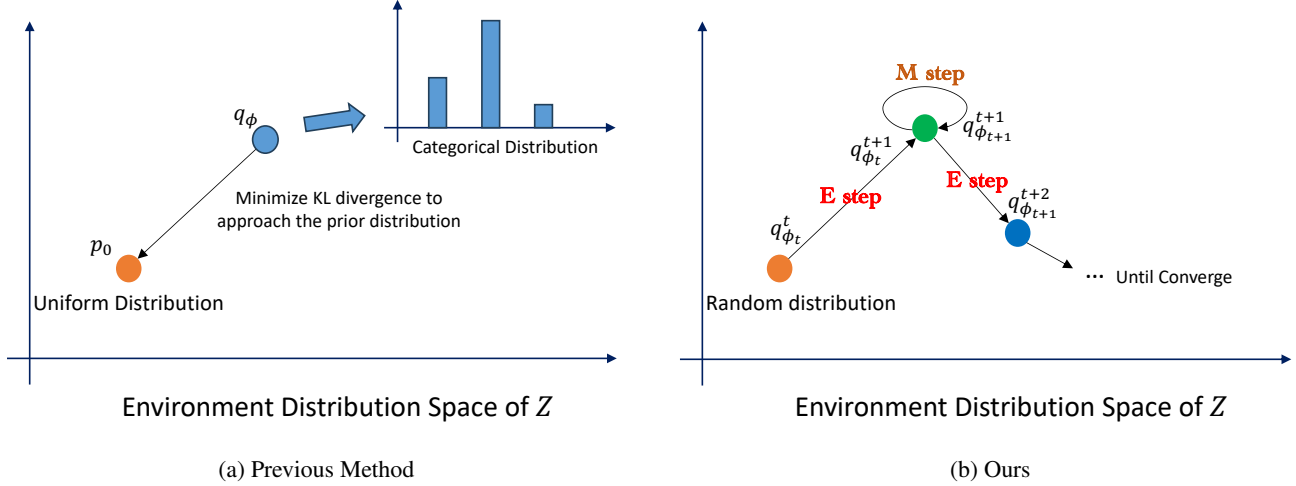 q_ϕ
Categorical Distribution
Minimize KL divergence to
approach the prior distribution
p_0
Uniform Distribution
Environment Distribution Space of Z
(a) Previous Method
M step
q_{ϕ_t}^{t+1}
q_{ϕ_{t+1}}^{t+1}
E step
E step
q_{ϕ_t}^{t}
q_{ϕ_{t+1}}^{t+2}
... Until Converge
Random distribution
Environment Distribution Space of Z
(b) Ours